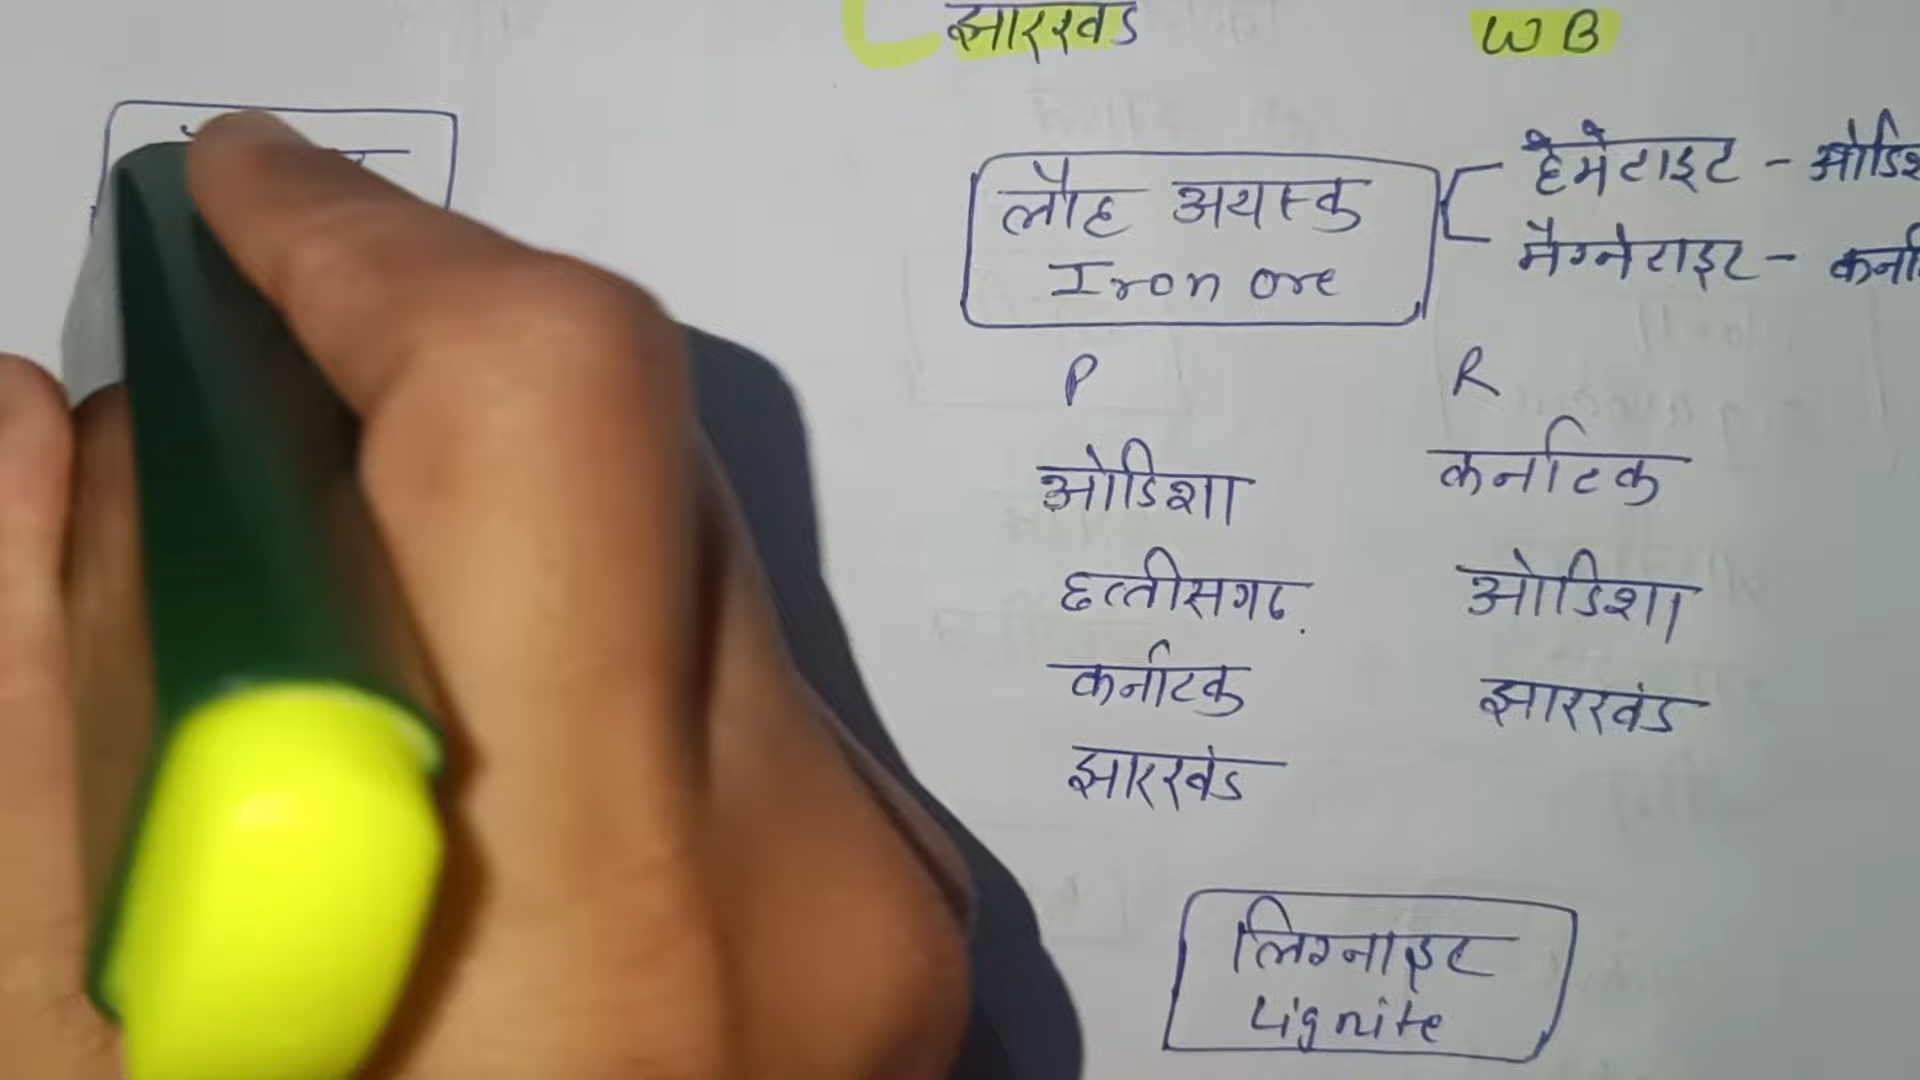 झारखंड WB
लौह अयस्क
Iron ore
हेमेटाइट - ओडिश
मैग्नेटाइट - कर्ना
P R
ओडिशा कर्नाटक
छत्तीसगढ़ ओडिशा
कर्नाटक झारखंड
झारखंड
लिग्नाइट
Lignite